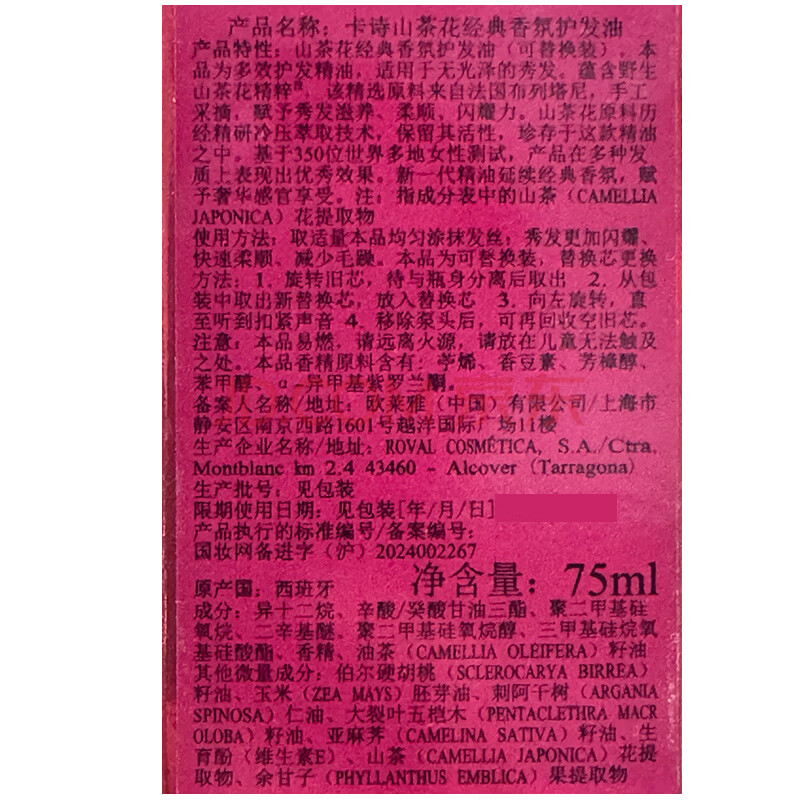 产品名称：卡诗山茶花经典香氛护发油
产品特性：山茶花经典香氛护发油（可替换装）。本
品为多效护发精油，适用于无光泽的秀发。蕴含野生
山茶花精粹注，该精选原料来自法国布列塔尼，手工
采摘，赋予秀发滋养、柔顺、闪耀力。山茶花原料历
经精研冷压萃取技术，保留其活性，珍存于这款精油
之中。基于350位世界多地女性测试，产品在多种发
质上表现出优秀效果。新一代精油延续经典香氛，赋
予奢华感官享受。注：指成分表中的山茶（CAMELLIA
JAPONICA）花提取物
使用方法：取适量本品均匀涂抹发丝；秀发更加闪耀、
快速柔顺、减少毛躁。本品为可替换装，替换芯更换
方法：1. 旋转旧芯，待与瓶身分离后取出 2. 从包
装中取出新替换芯，放入替换芯 3. 向左旋转，直
至听到扣紧声音 4. 移除泵头后，可再回收空旧芯。
注意：本品易燃，请远离火源，请放在儿童无法触及
之处。本品香精原料含有：苧烯、香豆素、芳樟醇、
苯甲醇、α-异甲基紫罗兰酮。
备案人名称/地址：欧莱雅（中国）有限公司/上海市
静安区南京西路1601号越洋国际广场11楼
生产企业名称/地址：ROVAL COSMÉTICA, S.A./Ctra.
Montblanc km 2.4 43460 - Alcover (Tarragona)
生产批号：见包装
限期使用日期：见包装[年/月/日]
产品执行的标准编号/备案编号：
国妆网备进字（沪）2024002267
原产国：西班牙 净含量：75ml
成分：异十二烷、辛酸/癸酸甘油三酯、聚二甲基硅
氧烷、二辛基醚、聚二甲基硅氧烷醇、三甲基硅烷氧
基硅酸酯、香精、油茶（CAMELLIA OLEIFERA）籽油
其他微量成分：伯尔硬胡桃（SCLEROCARYA BIRREA）
籽油、玉米（ZEA MAYS）胚芽油、刺阿干树（ARGANIA
SPINOSA）仁油、大裂叶五桤木（PENTACLETHRA MACR
OLOBA）籽油、亚麻荠（CAMELINA SATIVA）籽油、生
育酚（维生素E）、山茶（CAMELLIA JAPONICA）花提
取物、余甘子（PHYLLANTHUS EMBLICA）果提取物